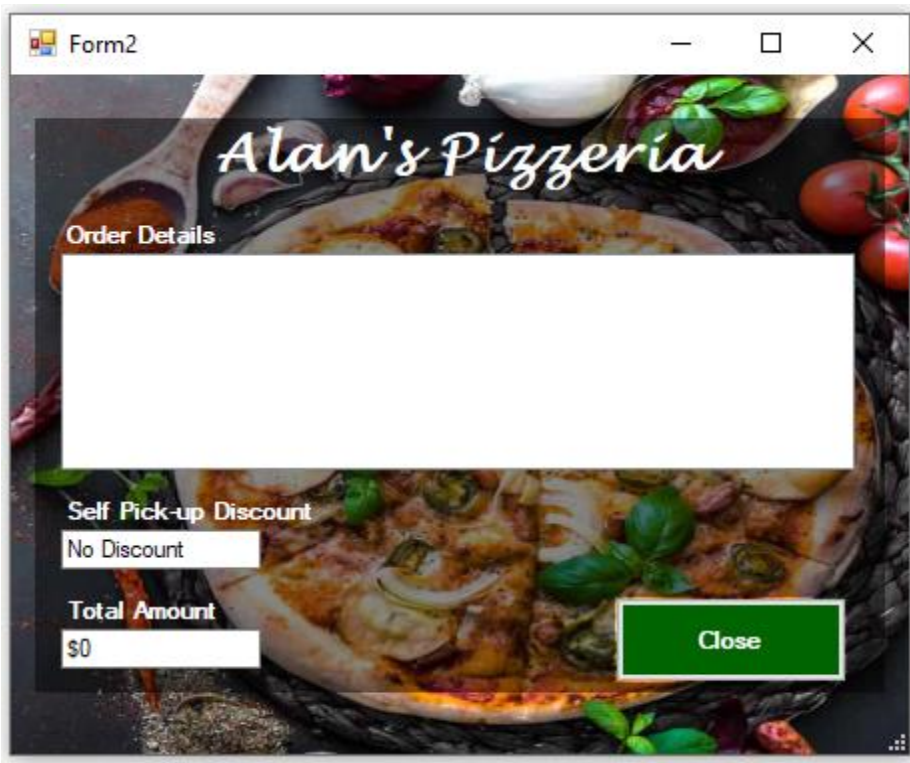 Form2
Alan's Pizzeria
Order Details
Self Pick-up Discount
No Discount
Total Amount
$0
Close